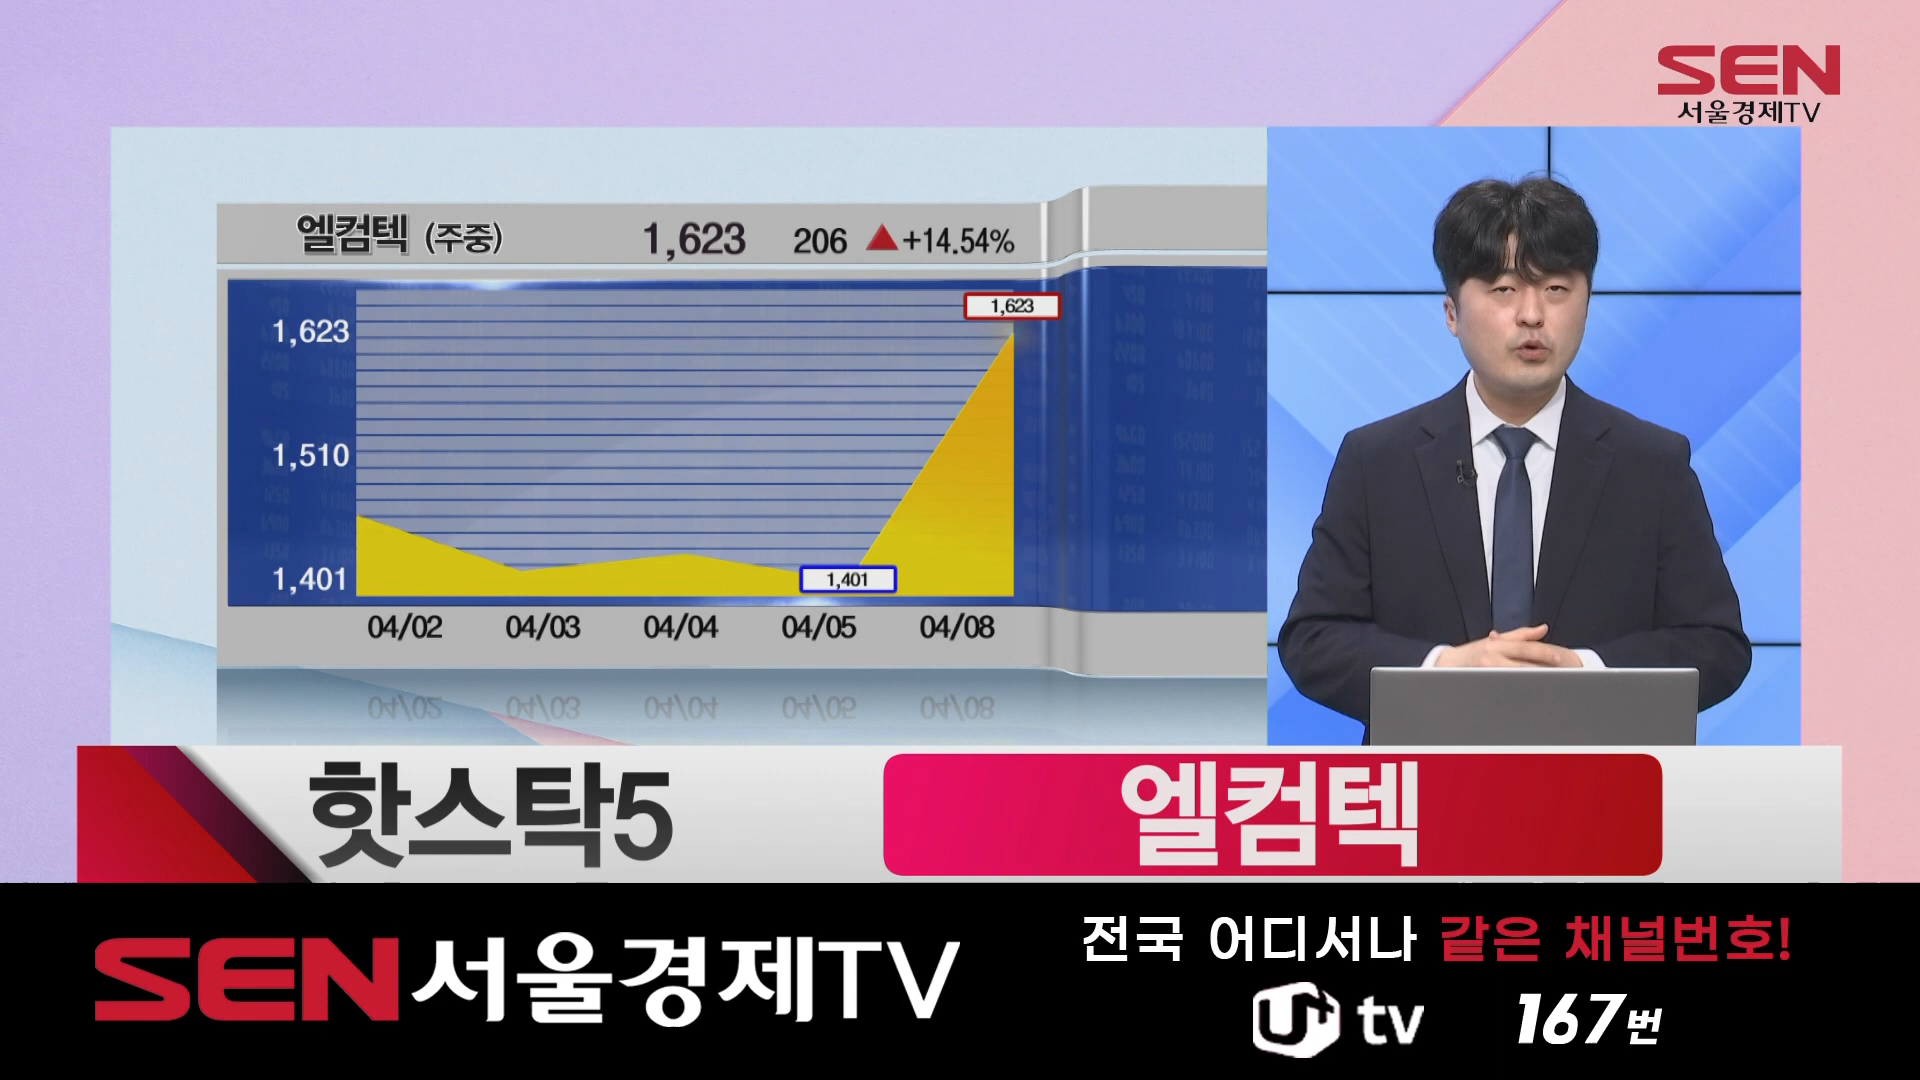 SEN
서울경제TV
엘컴텍 (주중) 1,623 206 ▲+14.54%
1,623
1,623
1,510
1,401
1,401
04/02 04/03 04/04 04/05 04/08
핫스탁5
엘컴텍
SEN서울경제TV
전국 어디서나 같은 채널번호!
U+ tv 167번